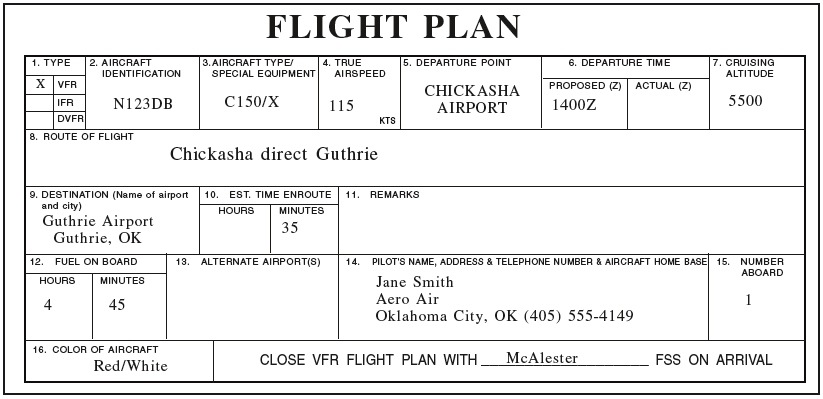 FLIGHT PLAN
1. TYPE
X VFR
IFR
DVFR
2. AIRCRAFT
IDENTIFICATION
N123DB
3.AIRCRAFT TYPE/
SPECIAL EQUIPMENT
C150/X
4. TRUE
AIRSPEED
115
KTS
5. DEPARTURE POINT
CHICKASHA
AIRPORT
6. DEPARTURE TIME
PROPOSED (Z) ACTUAL (Z)
1400Z
7. CRUISING
ALTITUDE
5500
8. ROUTE OF FLIGHT
Chickasha direct Guthrie
9. DESTINATION (Name of airport
and city)
Guthrie Airport
Guthrie, OK
10. EST. TIME ENROUTE
HOURS MINUTES
35
11. REMARKS
12. FUEL ON BOARD
HOURS MINUTES
4 45
13. ALTERNATE AIRPORT(S)
14. PILOT'S NAME, ADDRESS & TELEPHONE NUMBER & AIRCRAFT HOME BASE
Jane Smith
Aero Air
Oklahoma City, OK (405) 555-4149
15. NUMBER
ABOARD
1
16. COLOR OF AIRCRAFT
Red/White
CLOSE VFR FLIGHT PLAN WITH McAlester FSS ON ARRIVAL